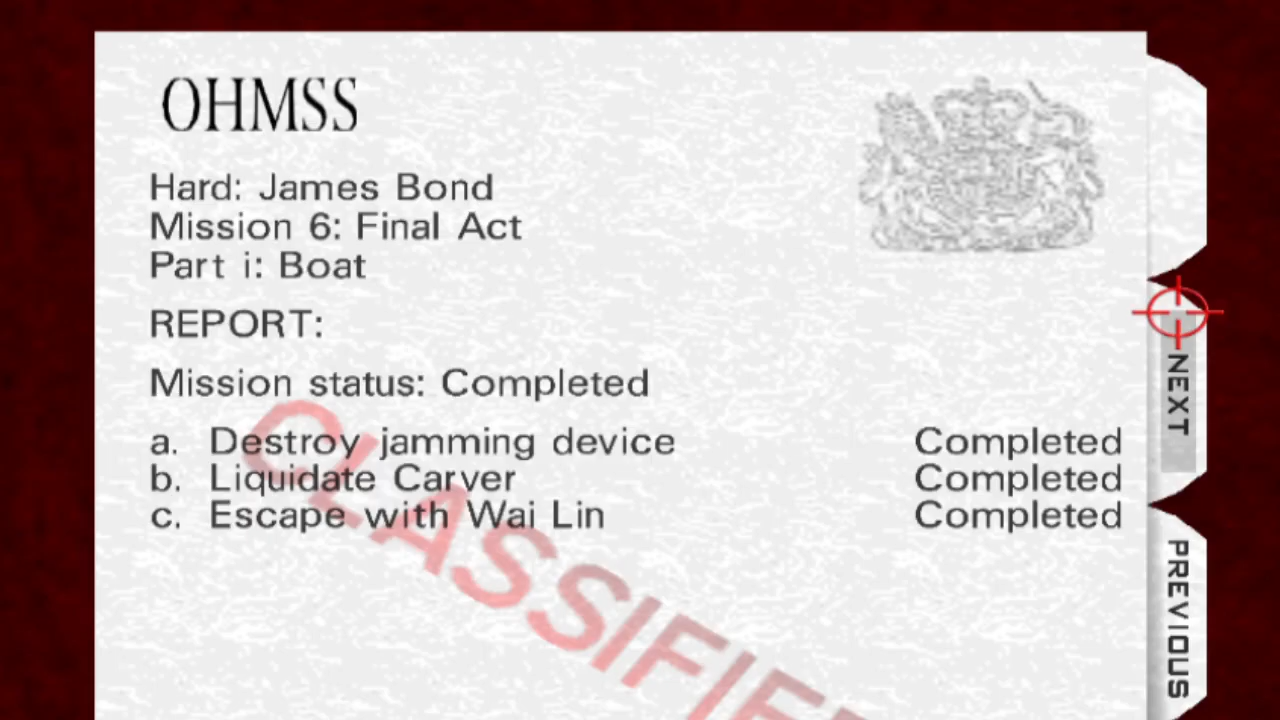 OHMSS
Hard: James Bond
Mission 6: Final Act
Part i: Boat
REPORT:
Mission status: Completed
a. Destroy jamming device Completed
b. Liquidate Carver Completed
c. Escape with Wai Lin Completed
CLASSIFIE
NEXT
PREVIOUS